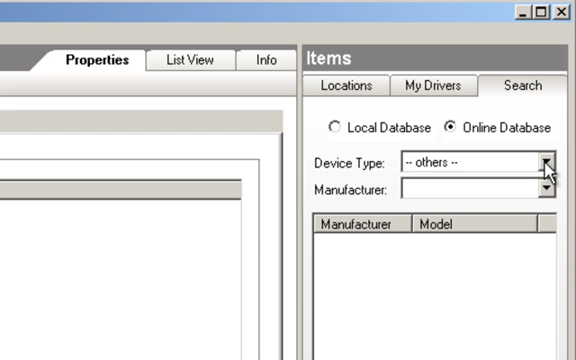 Properties List View Info
Items
Locations My Drivers Search
Local Database Online Database
Device Type: -- others --
Manufacturer:
Manufacturer Model